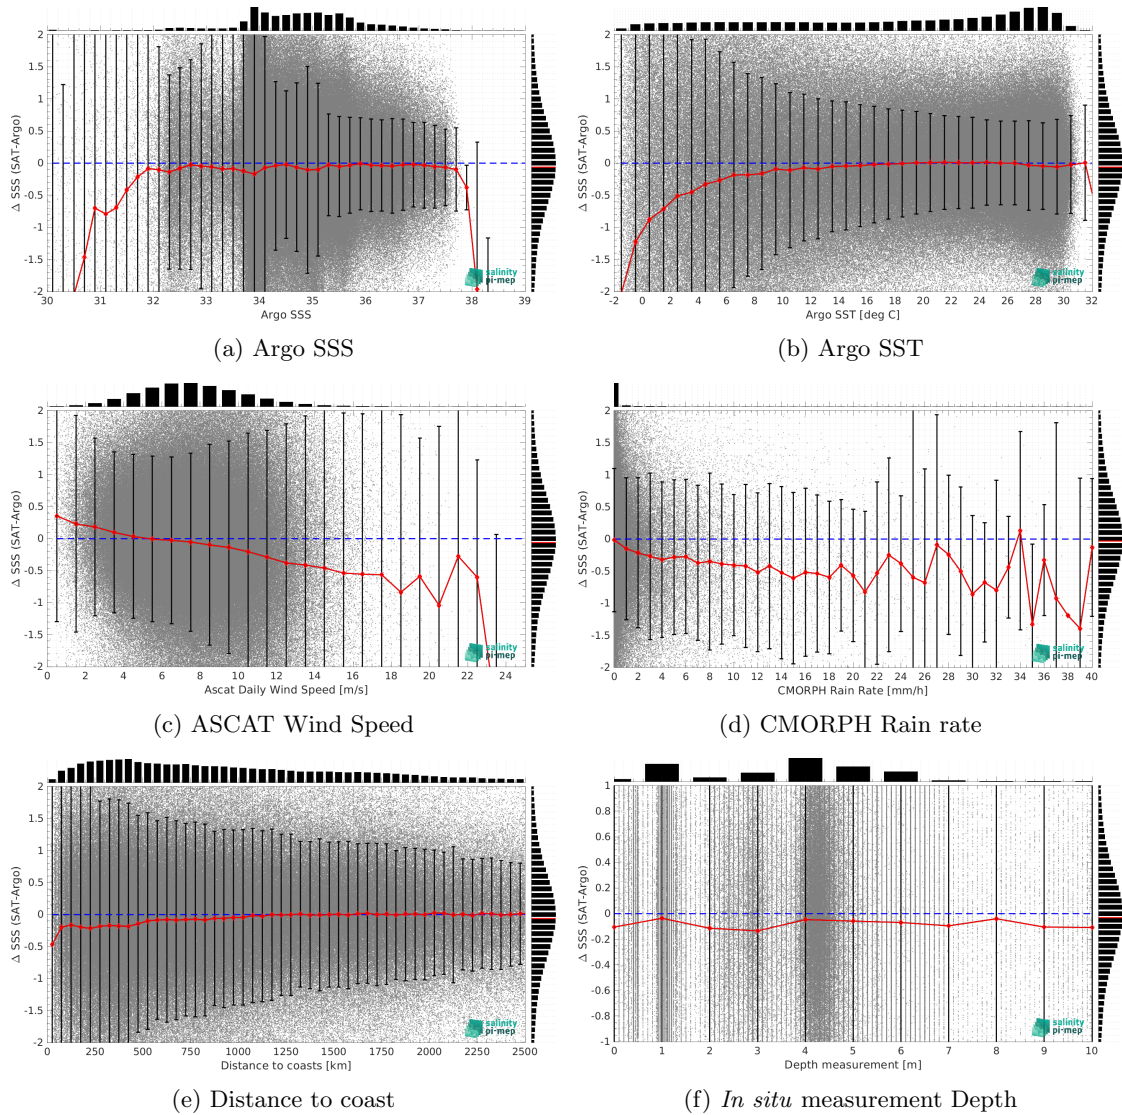 2
1.5
1
0.5
0
-0.5
-1
-1.5
-2
Δ SSS (SAT-Argo)
30 31 32 33 34 35 36 37 38 39
Argo SSS
salinity
pi-mep
(a) Argo SSS
2
1.5
1
0.5
0
-0.5
-1
-1.5
-2
Δ SSS (SAT-Argo)
-2 0 2 4 6 8 10 12 14 16 18 20 22 24 26 28 30 32
Argo SST [deg C]
salinity
pi-mep
(b) Argo SST
2
1.5
1
0.5
0
-0.5
-1
-1.5
-2
Δ SSS (SAT-Argo)
0 2 4 6 8 10 12 14 16 18 20 22 24
Ascat Daily Wind Speed [m/s]
salinity
pi-mep
(c) ASCAT Wind Speed
2
1.5
1
0.5
0
-0.5
-1
-1.5
-2
Δ SSS (SAT-Argo)
0 2 4 6 8 10 12 14 16 18 20 22 24 26 28 30 32 34 36 38 40
CMORPH Rain Rate [mm/h]
salinity
pi-mep
(d) CMORPH Rain rate
2
1.5
1
0.5
0
-0.5
-1
-1.5
-2
Δ SSS (SAT-Argo)
0 250 500 750 1000 1250 1500 1750 2000 2250 2500
Distance to coasts [km]
salinity
pi-mep
(e) Distance to coast
1
0.8
0.6
0.4
0.2
0
-0.2
-0.4
-0.6
-0.8
-1
Δ SSS (SAT-Argo)
0 1 2 3 4 5 6 7 8 9 10
Depth measurement [m]
salinity
pi-mep
(f) In situ measurement Depth